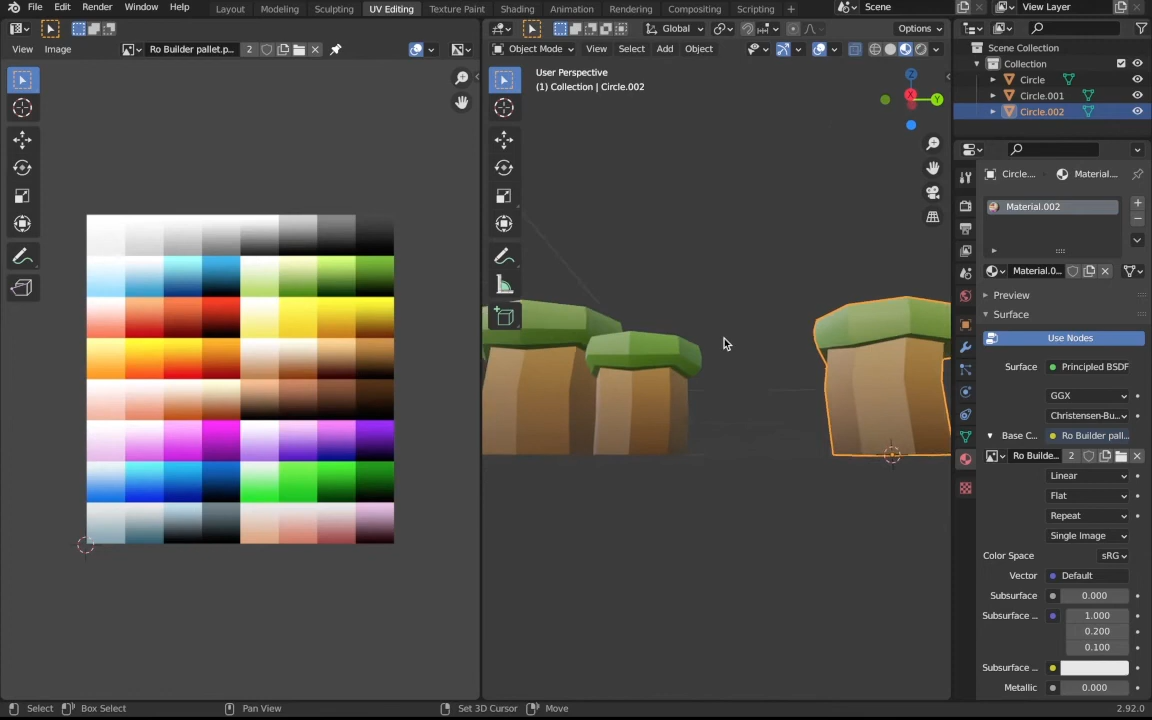 File Edit Render Window Help Layout Modeling Sculpting UV Editing Texture Paint Shading Animation Rendering Compositing Scripting + Scene View Layer
Global Options
View Image Ro Builder pallet.p... 2 Object Mode View Select Add Object
Scene Collection
Collection
Circle
Circle.001
Circle.002
User Perspective
(1) Collection | Circle.002
X Y Z
Circle.... Material....
Material.002
Material.0...
Preview
Surface
Use Nodes
Surface Principled BSDF
GGX
Christensen-Bu...
Base C... Ro Builder pall...
Ro Builde... 2
Linear
Flat
Repeat
Single Image
Color Space sRG
Vector Default
Subsurface 0.000
Subsurface ... 1.000
0.200
0.100
Subsurface ...
Metallic 0.000
Select Box Select Pan View Set 3D Cursor Move 2.92.0